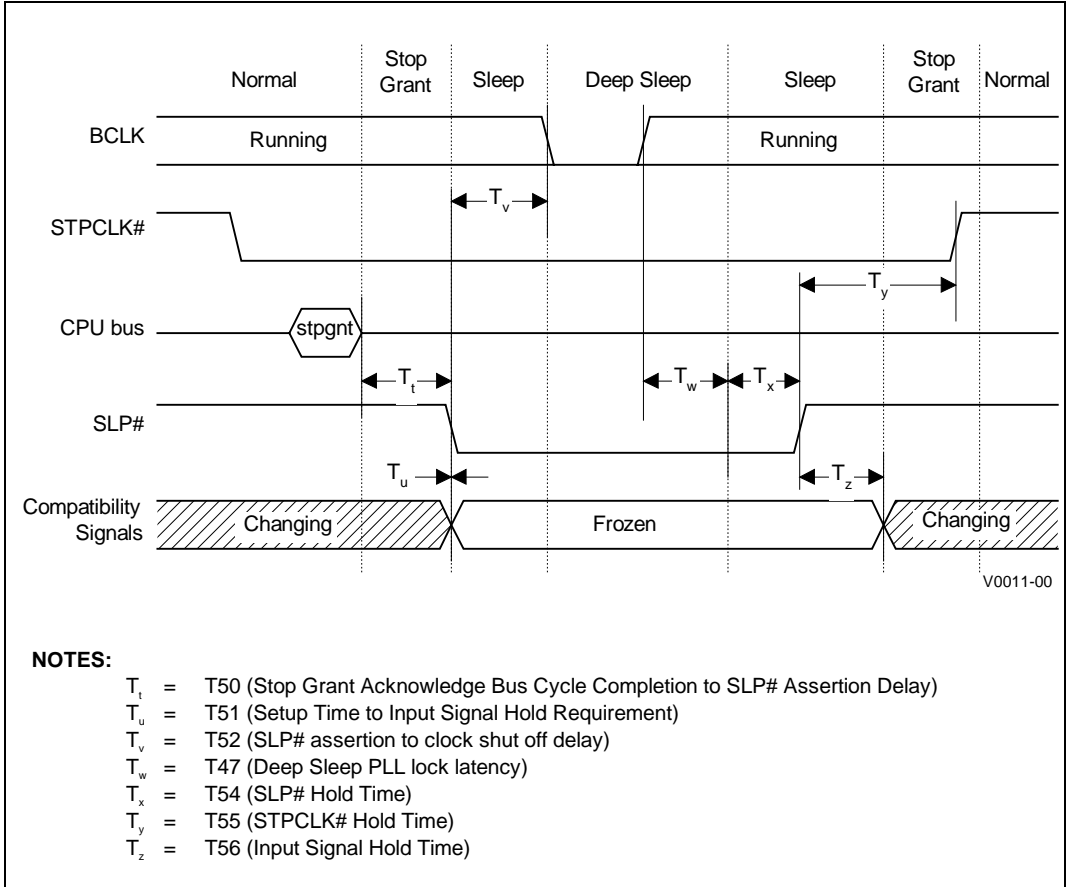 Normal Stop Grant Sleep Deep Sleep Sleep Stop Grant Normal
BCLK Running Running
Tv
STPCLK#
Ty
CPU bus stpgnt
Tt Tw Tx
SLP#
Tu Tz
Compatibility Signals Changing Frozen Changing
V0011-00
NOTES:
Tt = T50 (Stop Grant Acknowledge Bus Cycle Completion to SLP# Assertion Delay)
Tu = T51 (Setup Time to Input Signal Hold Requirement)
Tv = T52 (SLP# assertion to clock shut off delay)
Tw = T47 (Deep Sleep PLL lock latency)
Tx = T54 (SLP# Hold Time)
Ty = T55 (STPCLK# Hold Time)
Tz = T56 (Input Signal Hold Time)